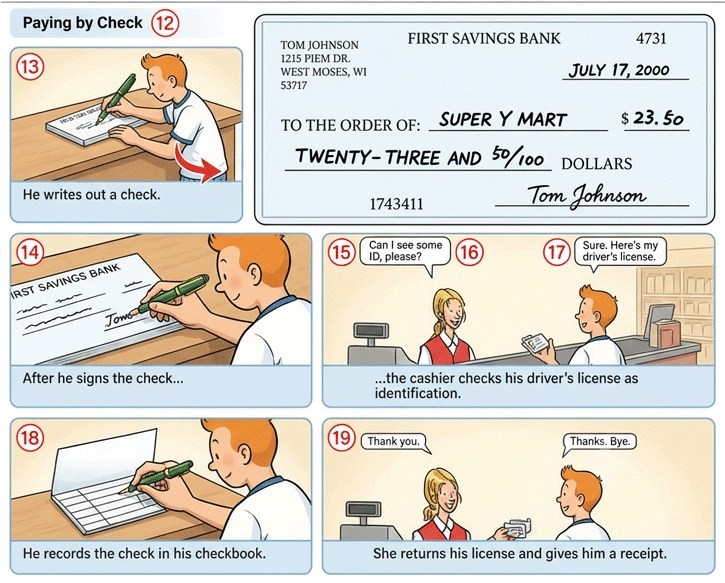 Paying by Check 12
13
He writes out a check.
TOM JOHNSON
1215 PIEM DR.
WEST MOSES, WI
53717
FIRST SAVINGS BANK
4731
JULY 17, 2000
TO THE ORDER OF: SUPER Y MART $ 23.50
TWENTY-THREE AND 50/100 DOLLARS
1743411
Tom Johnson
14
IRST SAVINGS BANK
Tom
After he signs the check...
15
Can I see some
ID, please?
16
17
Sure. Here's my
driver's license.
...the cashier checks his driver's license as
identification.
18
He records the check in his checkbook.
19
Thank you.
Thanks. Bye.
She returns his license and gives him a receipt.